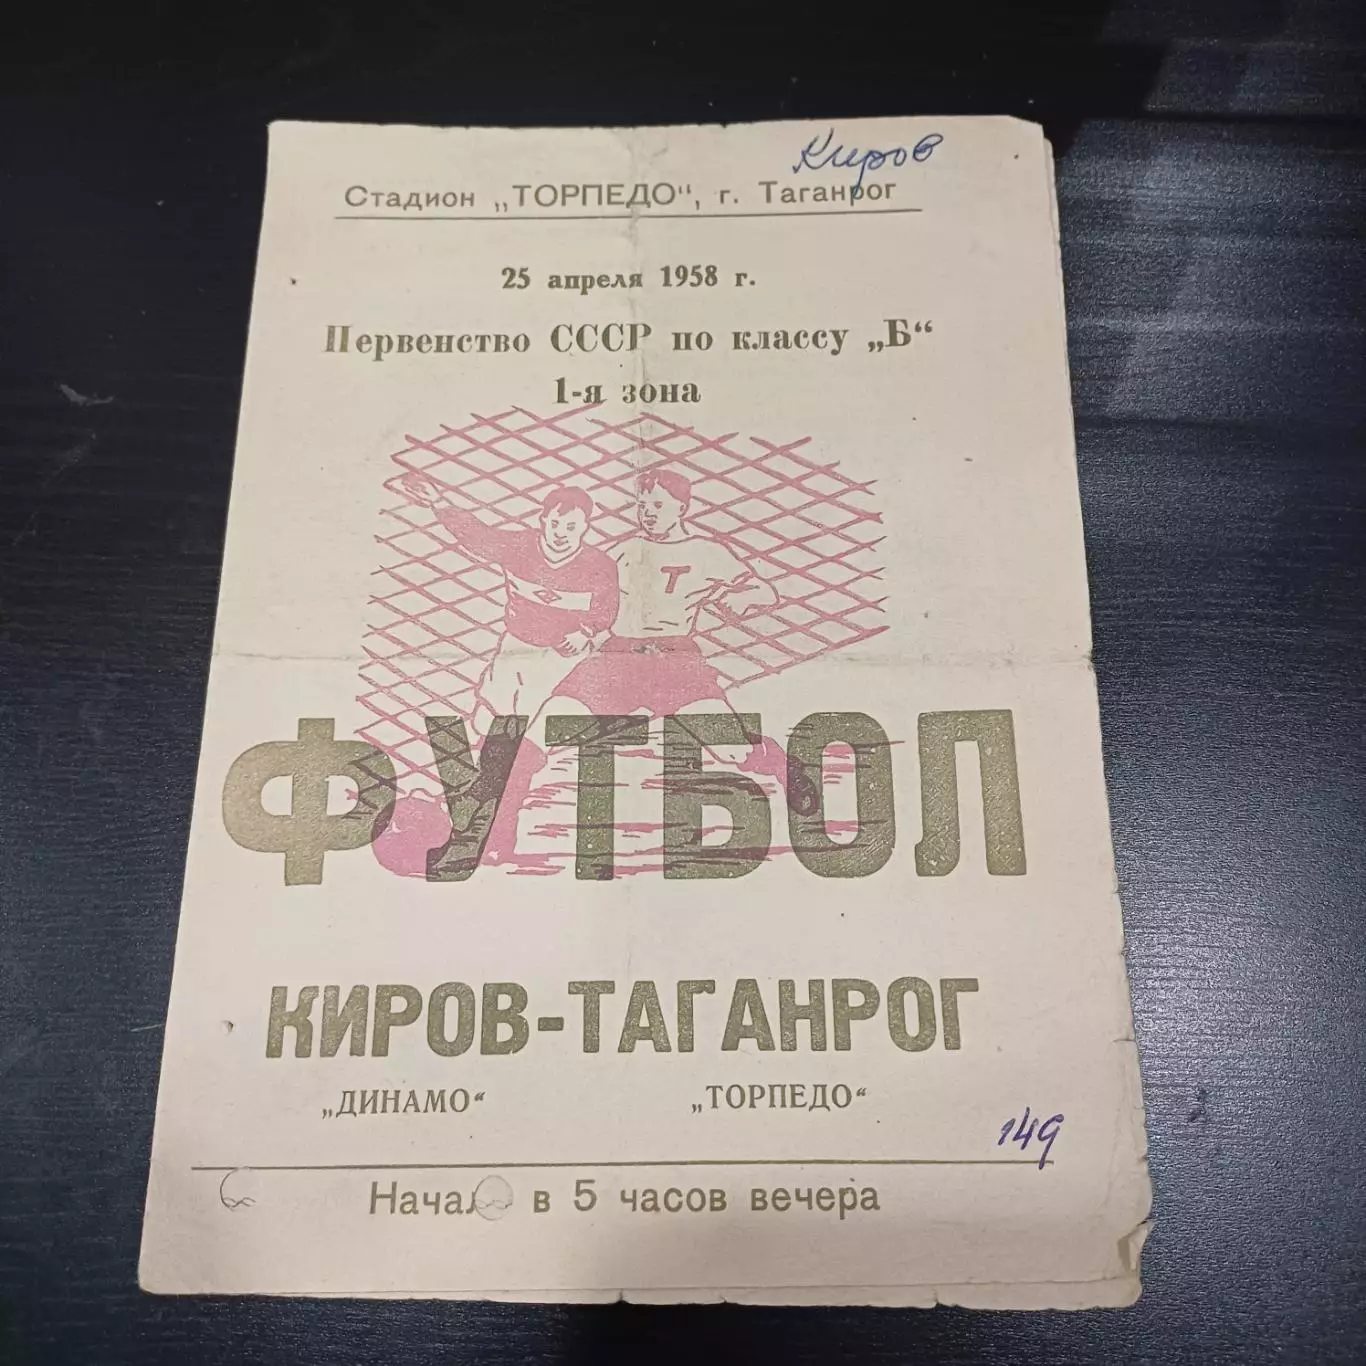 Киров
Стадион „ТОРПЕДО", г. Таганрог
25 апреля 1958 г.
Первенство СССР по классу „Б“
1-я зона
Т
ФУТБОЛ
КИРОВ-ТАГАНРОГ
„ДИНАМО“ „ТОРПЕДО“
149
Начало в 5 часов вечера